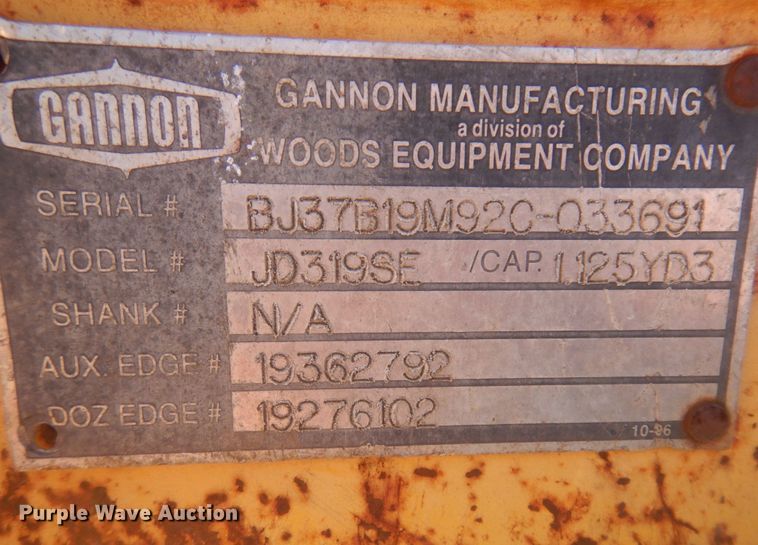 GANNON
GANNON MANUFACTURING
a division of
WOODS EQUIPMENT COMPANY
SERIAL # BJ37B19M92C-033691
MODEL # JD319SE /CAP. 1.125YD3
SHANK # N/A
AUX. EDGE # 19362792
DOZ EDGE # 19276102
10-96
Purple Wave Auction